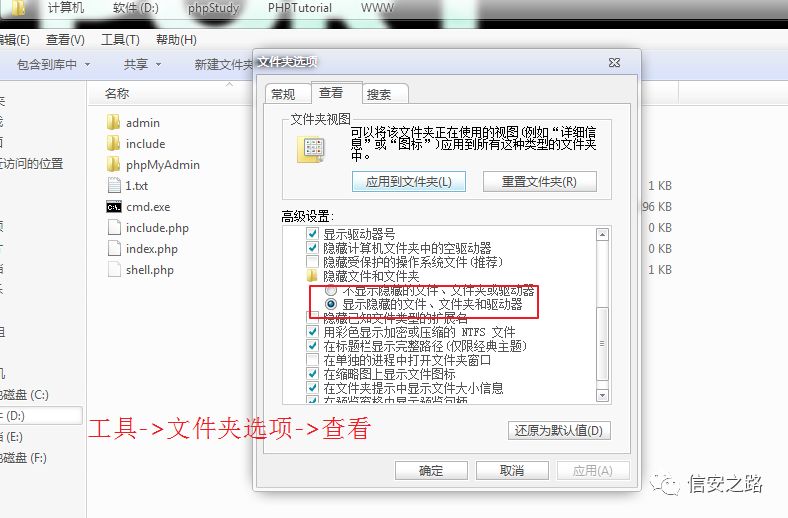 计算机 软件 (D:) phpStudy PHPTutorial WWW
编辑(E) 查看(V) 工具(T) 帮助(H)
包含到库中 共享 新建文件夹
文件夹选项
常规 查看 搜索
文件夹视图
可以将该文件夹正在使用的视图(例如“详细信
息”或“图标”)应用到所有这种类型的文件夹
中。
应用到文件夹(L) 重置文件夹(R)
高级设置:
显示驱动器号
隐藏计算机文件夹中的空驱动器
隐藏受保护的操作系统文件(推荐)
隐藏文件和文件夹
不显示隐藏的文件、文件夹或驱动器
显示隐藏的文件、文件夹和驱动器
隐藏已知文件类型的扩展名
用彩色显示加密或压缩的 NTFS 文件
在标题栏显示完整路径(仅限经典主题)
在单独的进程中打开文件夹窗口
在缩略图上显示文件图标
在文件夹提示中显示文件大小信息
在预览窗格中显示预览句柄
还原为默认值(D)
确定 取消 应用(A)
名称
admin
include
phpMyAdmin
1.txt
cmd.exe
include.php
index.php
shell.php
1 KB
96 KB
0 KB
0 KB
1 KB
近访问的位置
磁盘 (C:)
(D:)
(E:)
磁盘 (F:)
工具->文件夹选项->查看
信安之路